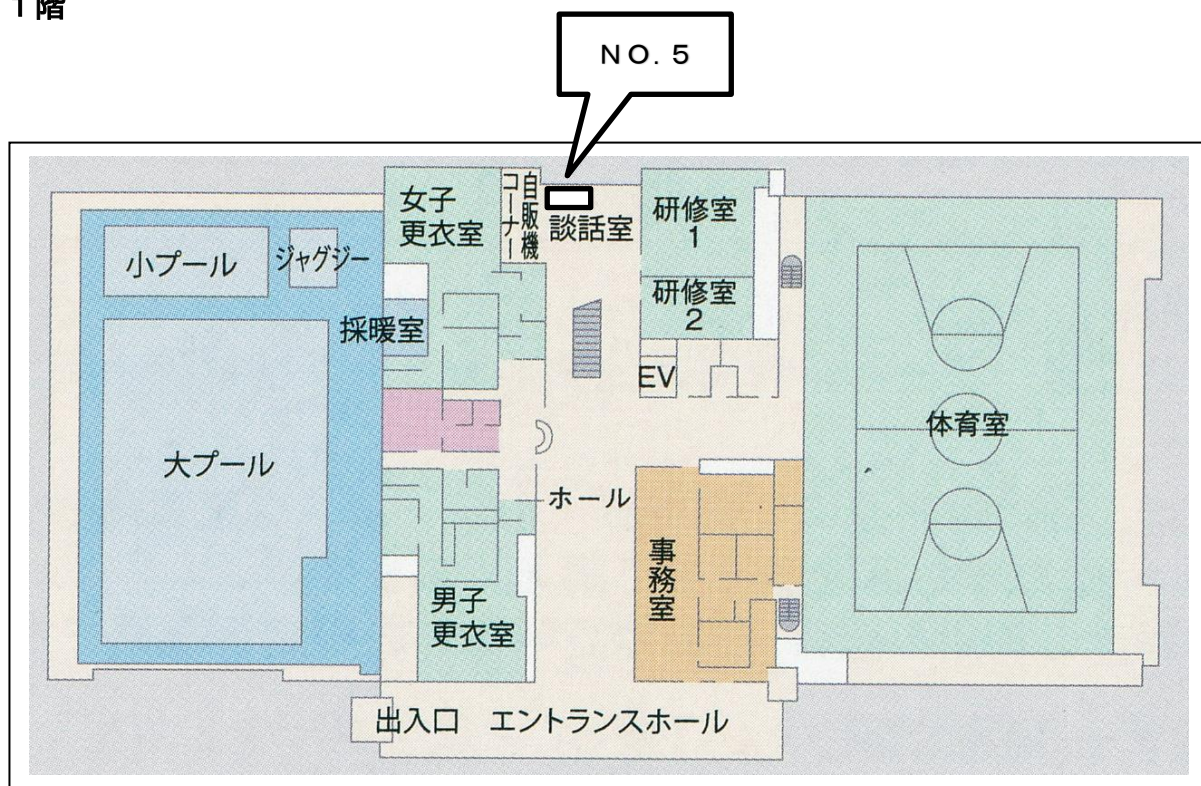 1階
NO.5
女子
更衣室
自販機
コーナー
談話室
研修室
1
研修室
2
小プール
ジャグジー
採暖室
EV
大プール
体育室
ホール
事務室
男子
更衣室
出入口 エントランスホール